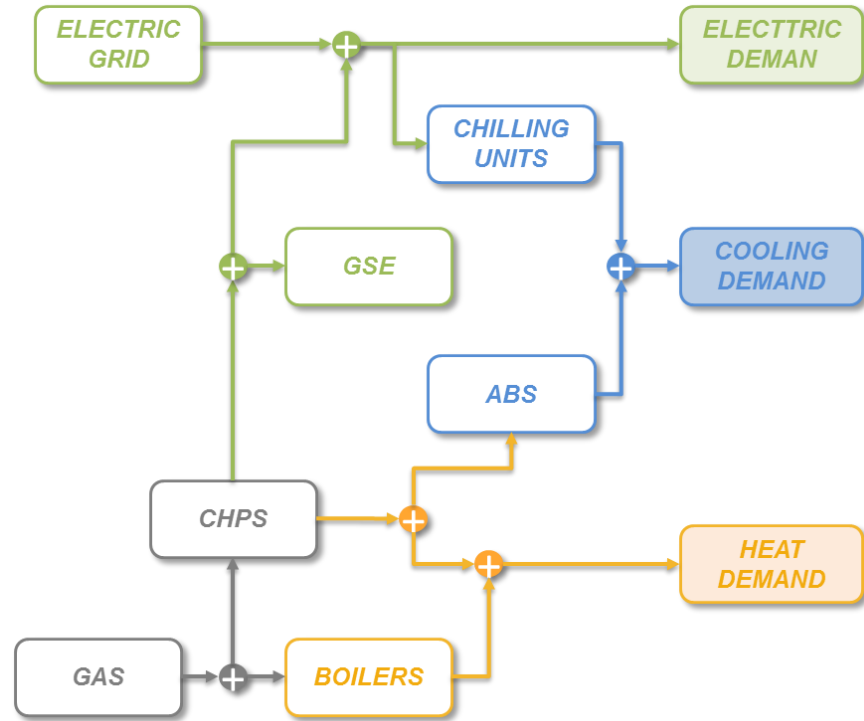 ELECTRIC
GRID
ELECTTRIC
DEMAN
CHILLING
UNITS
GSE
COOLING
DEMAND
ABS
CHPS
HEAT
DEMAND
GAS
BOILERS